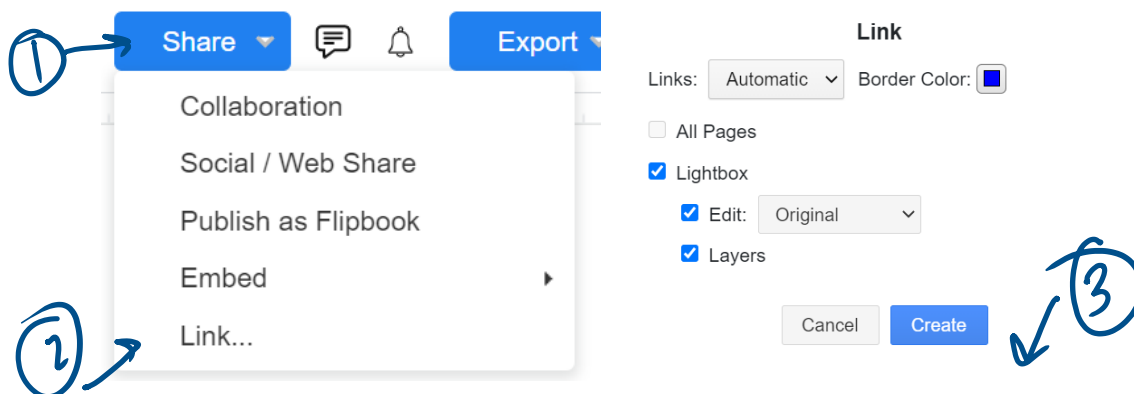 1
Share
Export
Collaboration
Social / Web Share
Publish as Flipbook
Embed
Link...
2
Link
Links: Automatic Border Color:
All Pages
Lightbox
Edit: Original
Layers
Cancel Create
3